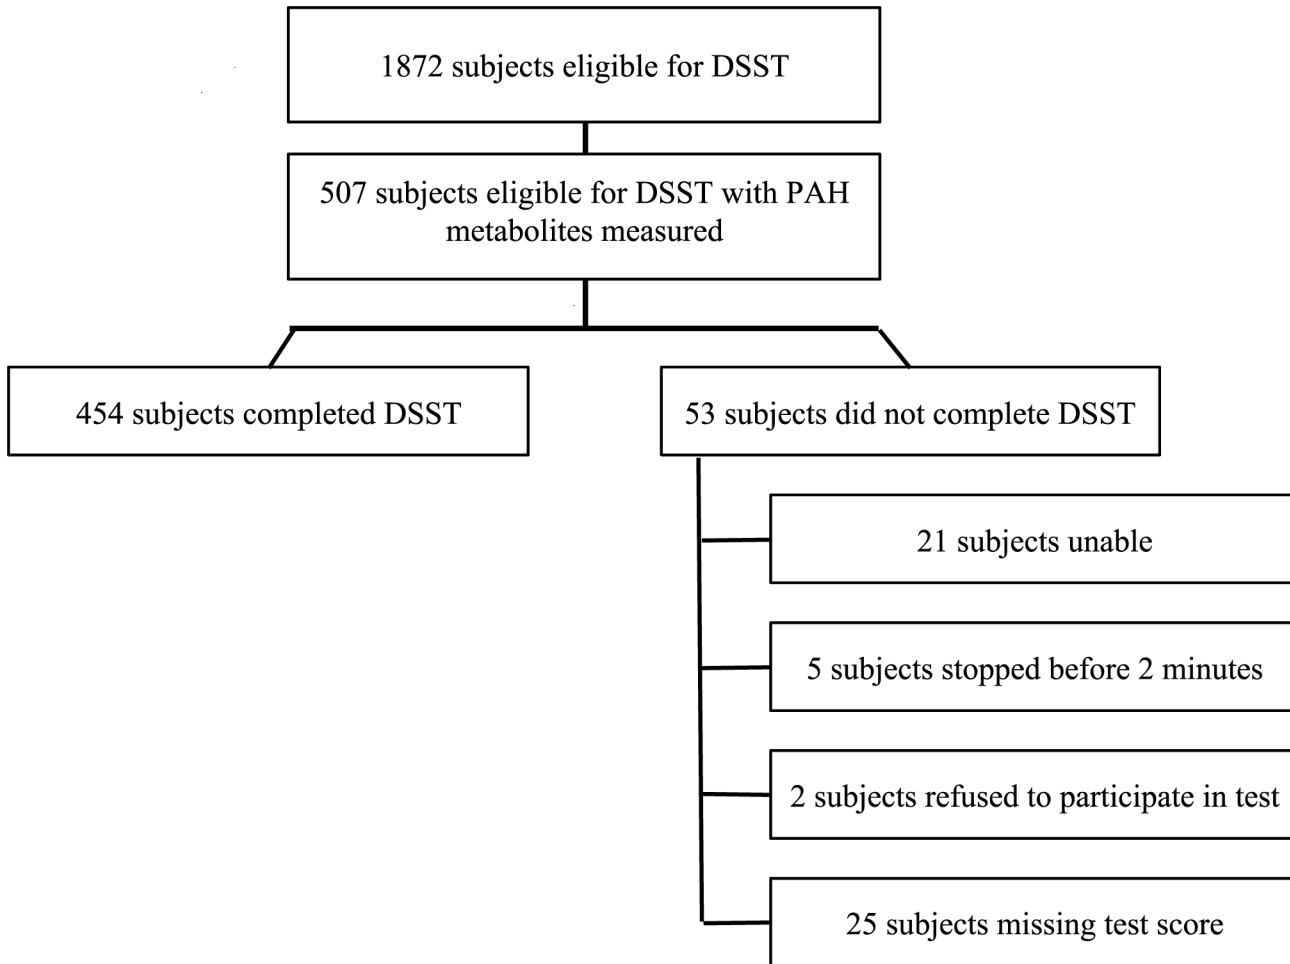 1872 subjects eligible for DSST
507 subjects eligible for DSST with PAH
metabolites measured
454 subjects completed DSST
53 subjects did not complete DSST
21 subjects unable
5 subjects stopped before 2 minutes
2 subjects refused to participate in test
25 subjects missing test score